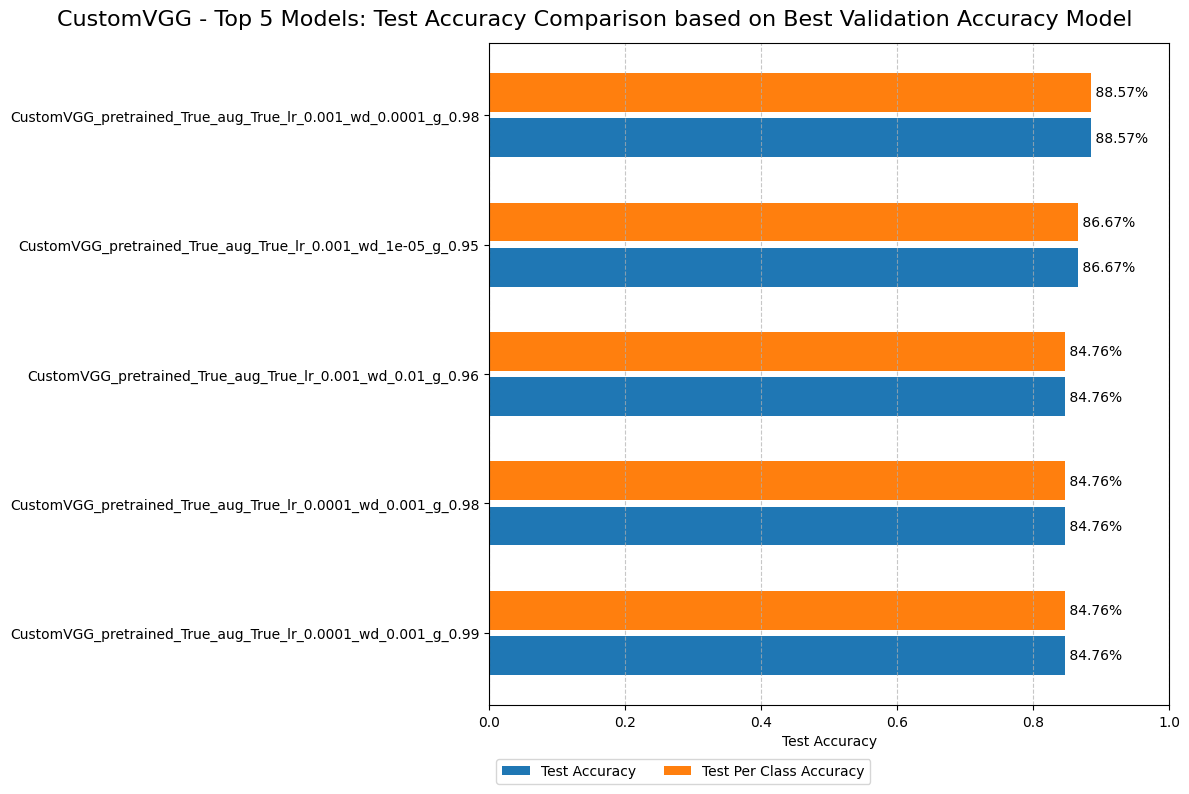 CustomVGG - Top 5 Models: Test Accuracy Comparison based on Best Validation Accuracy Model
CustomVGG_pretrained_True_aug_True_lr_0.001_wd_0.0001_g_0.98
88.57%
88.57%
CustomVGG_pretrained_True_aug_True_lr_0.001_wd_1e-05_g_0.95
86.67%
86.67%
CustomVGG_pretrained_True_aug_True_lr_0.001_wd_0.01_g_0.96
84.76%
84.76%
CustomVGG_pretrained_True_aug_True_lr_0.0001_wd_0.001_g_0.98
84.76%
84.76%
CustomVGG_pretrained_True_aug_True_lr_0.0001_wd_0.001_g_0.99
84.76%
84.76%
0.0 0.2 0.4 0.6 0.8 1.0
Test Accuracy
Test Accuracy Test Per Class Accuracy